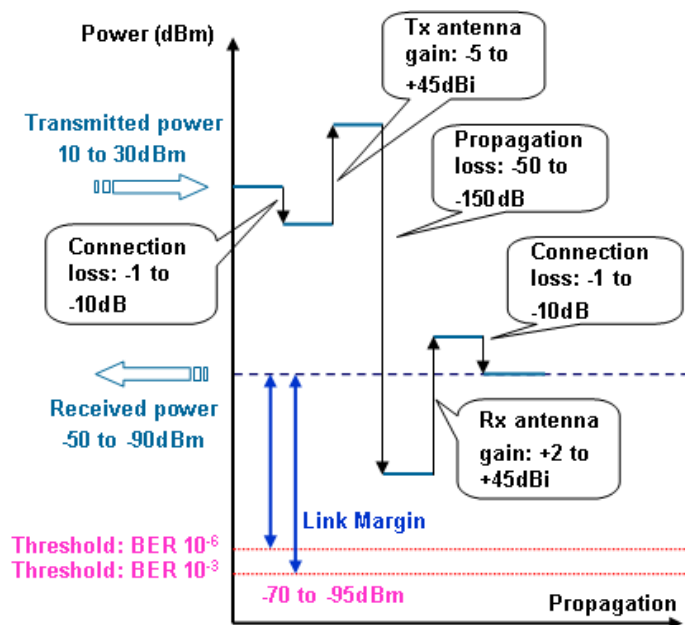 Power (dBm)
Tx antenna
gain: -5 to
+45dBi
Transmitted power
10 to 30dBm
Propagation
loss: -50 to
-150dB
Connection
loss: -1 to
-10dB
Connection
loss: -1 to
-10dB
Received power
-50 to -90dBm
Rx antenna
gain: +2 to
+45dBi
Link Margin
Threshold: BER 10⁻⁶
Threshold: BER 10⁻³
-70 to -95dBm
Propagation